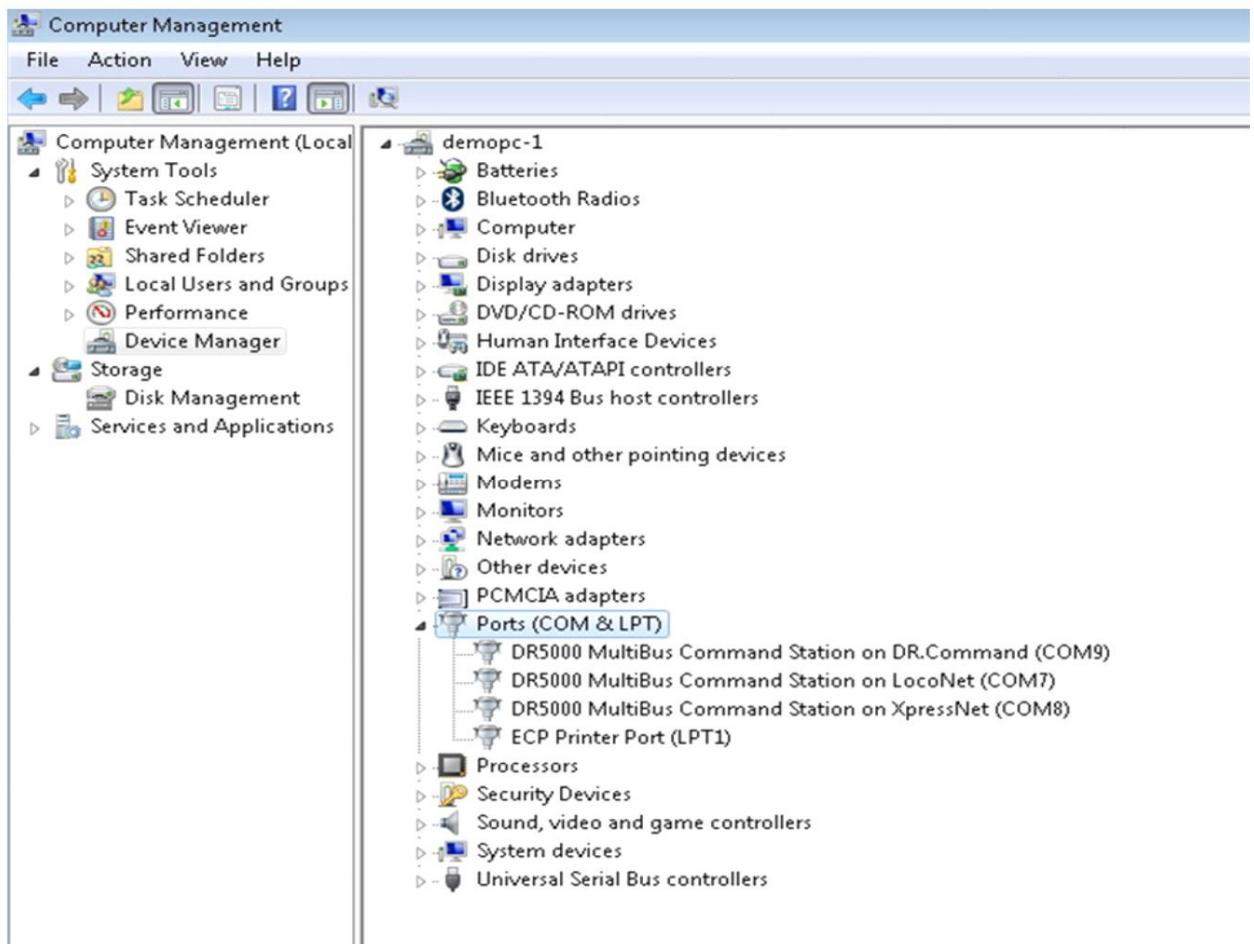 Computer Management
File Action View Help
Computer Management (Local
System Tools
Task Scheduler
Event Viewer
Shared Folders
Local Users and Groups
Performance
Device Manager
Storage
Disk Management
Services and Applications
demopc-1
Batteries
Bluetooth Radios
Computer
Disk drives
Display adapters
DVD/CD-ROM drives
Human Interface Devices
IDE ATA/ATAPI controllers
IEEE 1394 Bus host controllers
Keyboards
Mice and other pointing devices
Modems
Monitors
Network adapters
Other devices
PCMCIA adapters
Ports (COM & LPT)
DR5000 MultiBus Command Station on DR.Command (COM9)
DR5000 MultiBus Command Station on LocoNet (COM7)
DR5000 MultiBus Command Station on XpressNet (COM8)
ECP Printer Port (LPT1)
Processors
Security Devices
Sound, video and game controllers
System devices
Universal Serial Bus controllers